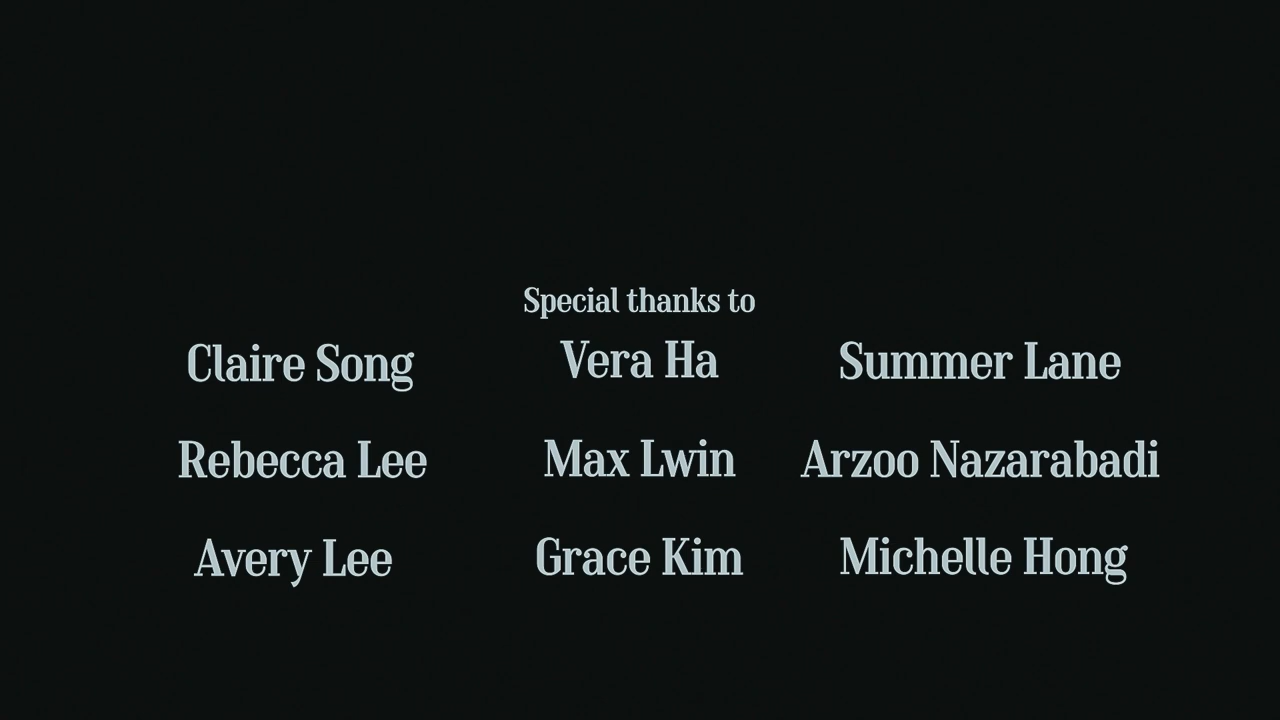 Special thanks to
Claire Song Vera Ha Summer Lane
Rebecca Lee Max Lwin Arzoo Nazarabadi
Avery Lee Grace Kim Michelle Hong